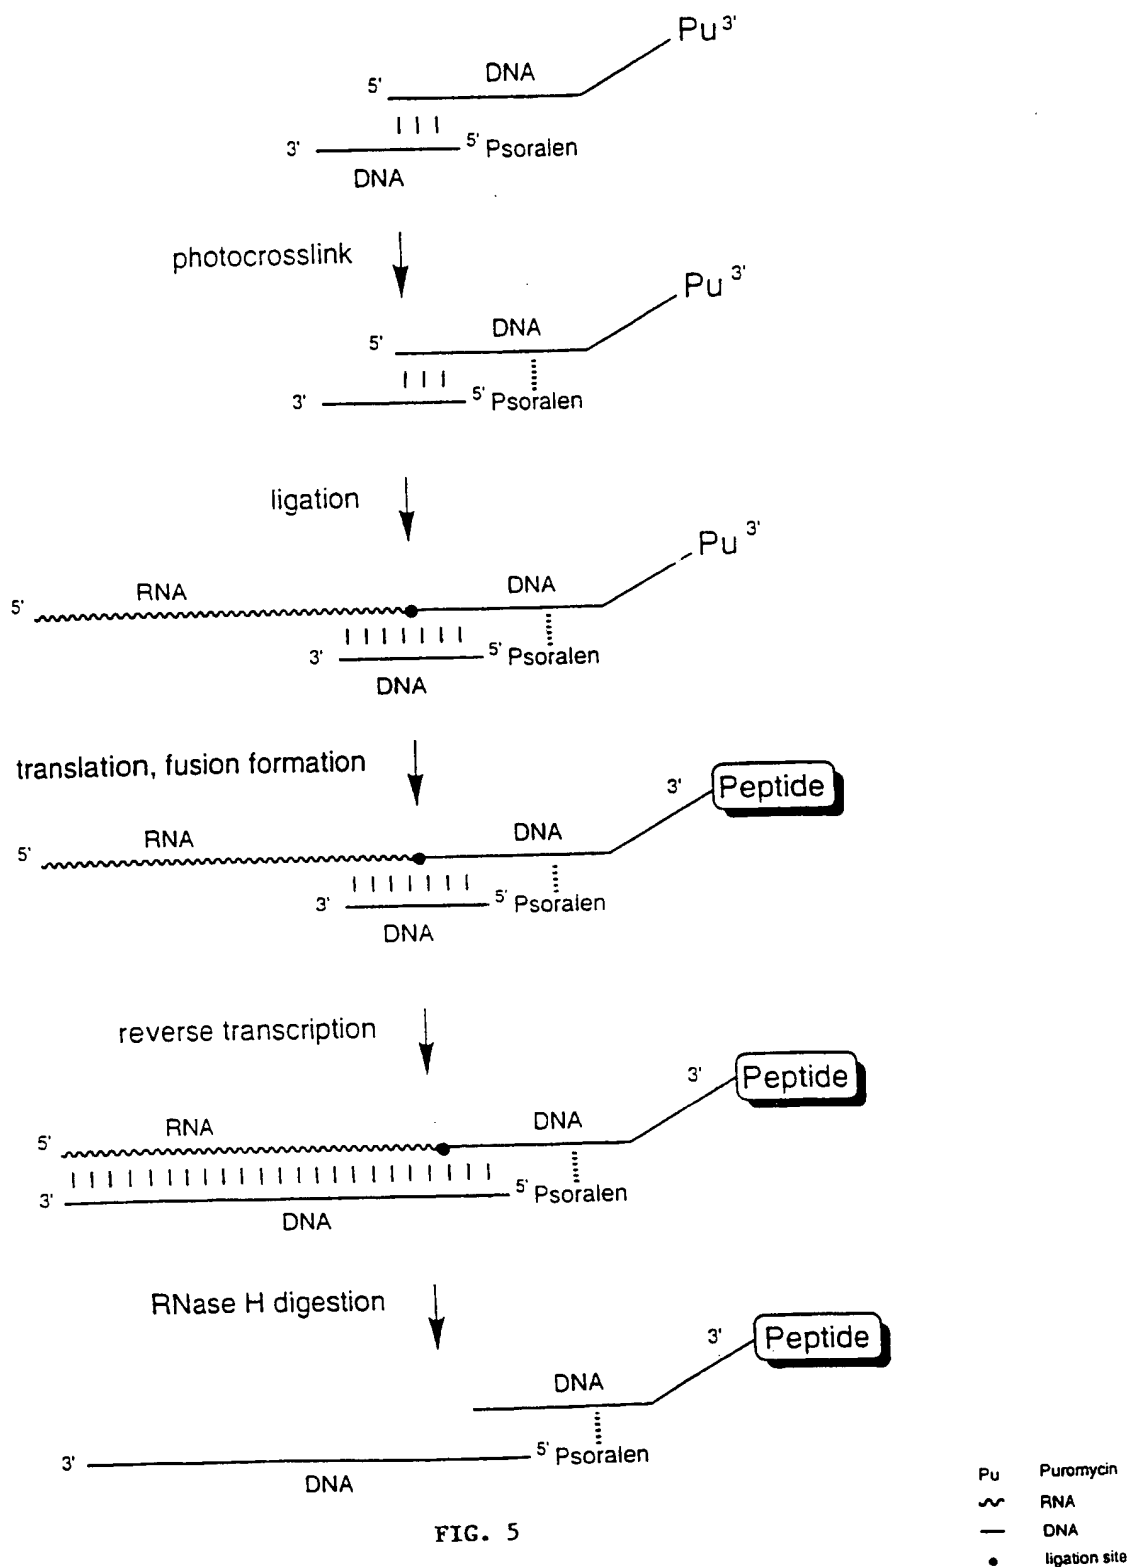 Pu 3'
DNA
5'
3' 5' Psoralen
DNA
photocrosslink
Pu 3'
DNA
5'
3' 5' Psoralen
ligation
Pu 3'
RNA DNA
5'
3' 5' Psoralen
DNA
translation, fusion formation
3' Peptide
RNA DNA
5'
3' 5' Psoralen
DNA
reverse transcription
3' Peptide
RNA DNA
5'
3' 5' Psoralen
DNA
RNase H digestion
3' Peptide
DNA
3' 5' Psoralen
DNA
Pu Puromycin
RNA
DNA
ligation site
FIG. 5